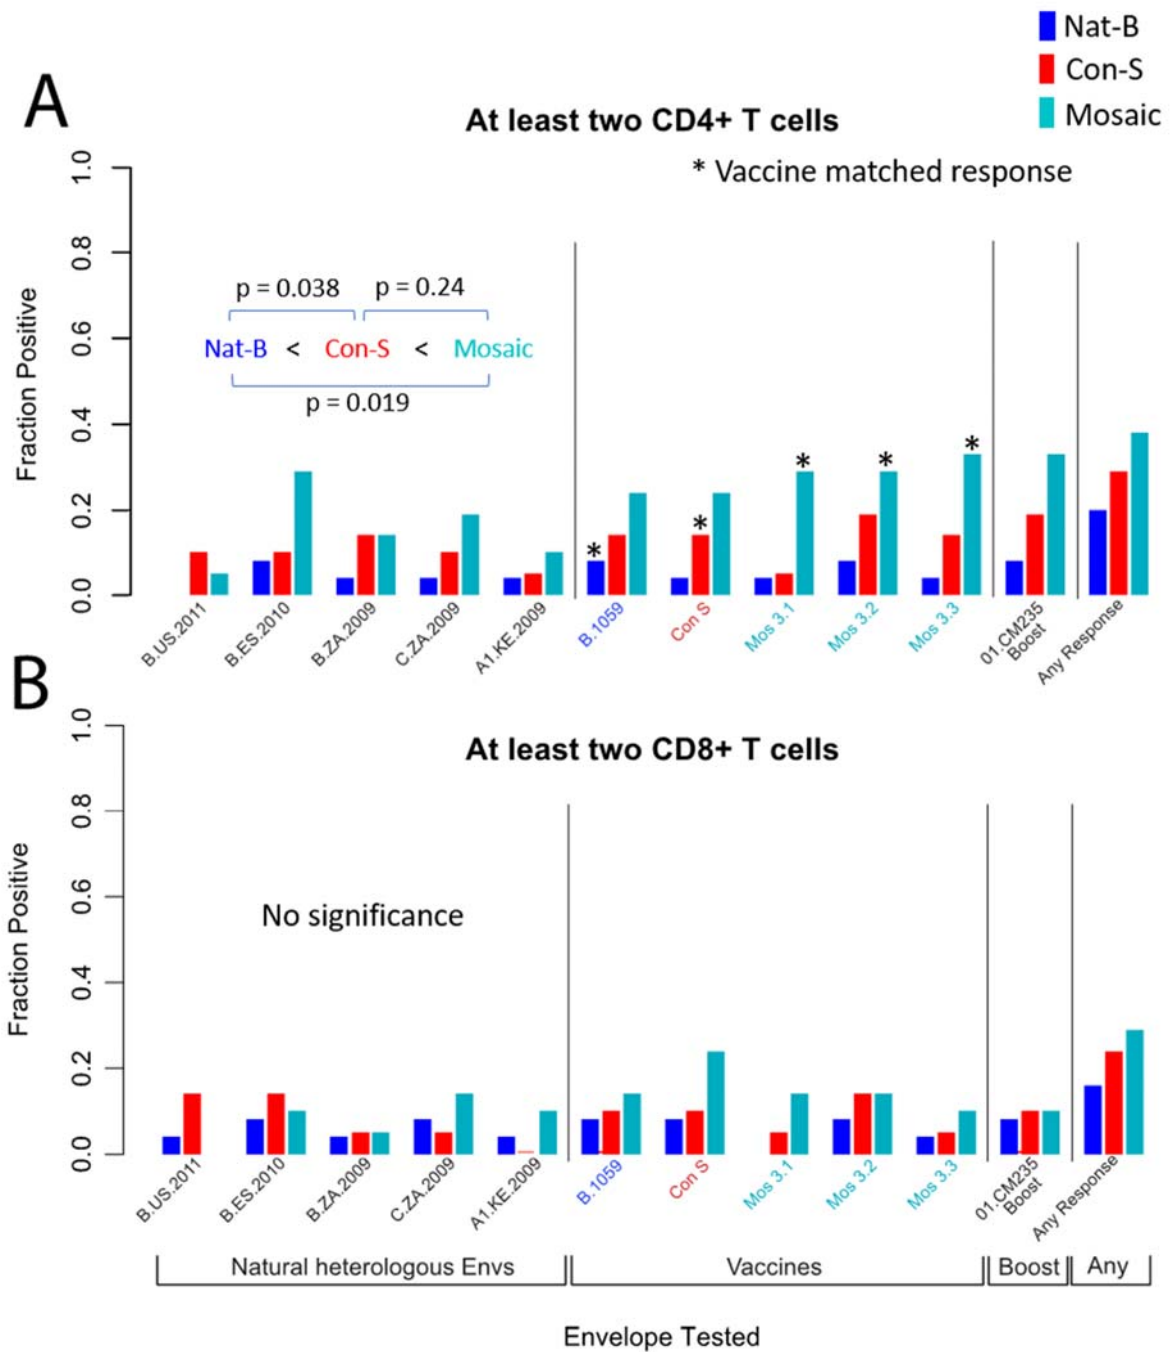 Nat-B
Con-S
Mosaic
A
At least two CD4+ T cells
* Vaccine matched response
Fraction Positive
1.0
0.8
0.6
0.4
0.2
0.0
p = 0.038
p = 0.24
Nat-B < Con-S < Mosaic
p = 0.019
*
*
*
*
*
B.US.2011
B.ES.2010
B.ZA.2009
C.ZA.2009
A1.KE.2009
B.1059
Con S
Mos 3.1
Mos 3.2
Mos 3.3
01.CM235
Boost
Any Response
B
At least two CD8+ T cells
Fraction Positive
1.0
0.8
0.6
0.4
0.2
0.0
No significance
B.US.2011
B.ES.2010
B.ZA.2009
C.ZA.2009
A1.KE.2009
B.1059
Con S
Mos 3.1
Mos 3.2
Mos 3.3
01.CM235
Boost
Any Response
Natural heterologous Envs
Vaccines
Boost
Any
Envelope Tested